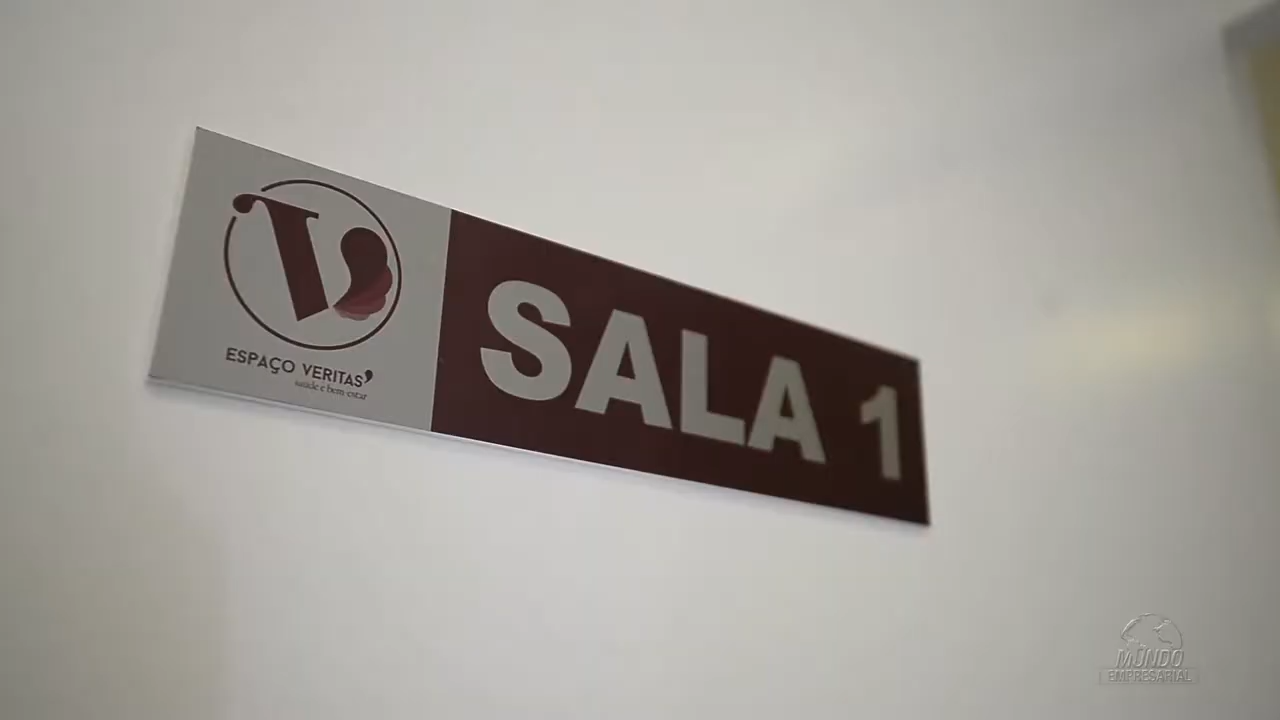 V
ESPAÇO VERITAS'
saúde e bem-estar
SALA 1
MUNDO
EMPRESARIAL